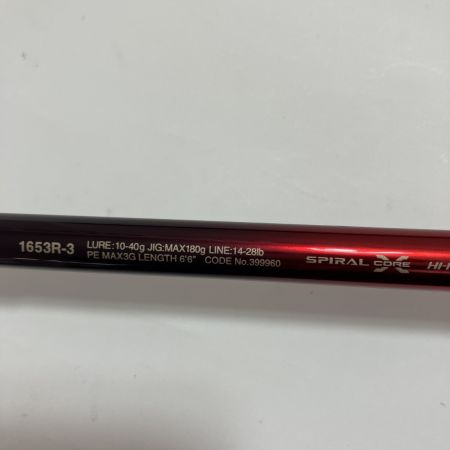 1653R-3 LURE:10-40g JIG:MAX180g LINE:14-28lb
PE MAX3G LENGTH 6'6" CODE No.399960
SPIRAL X CORE